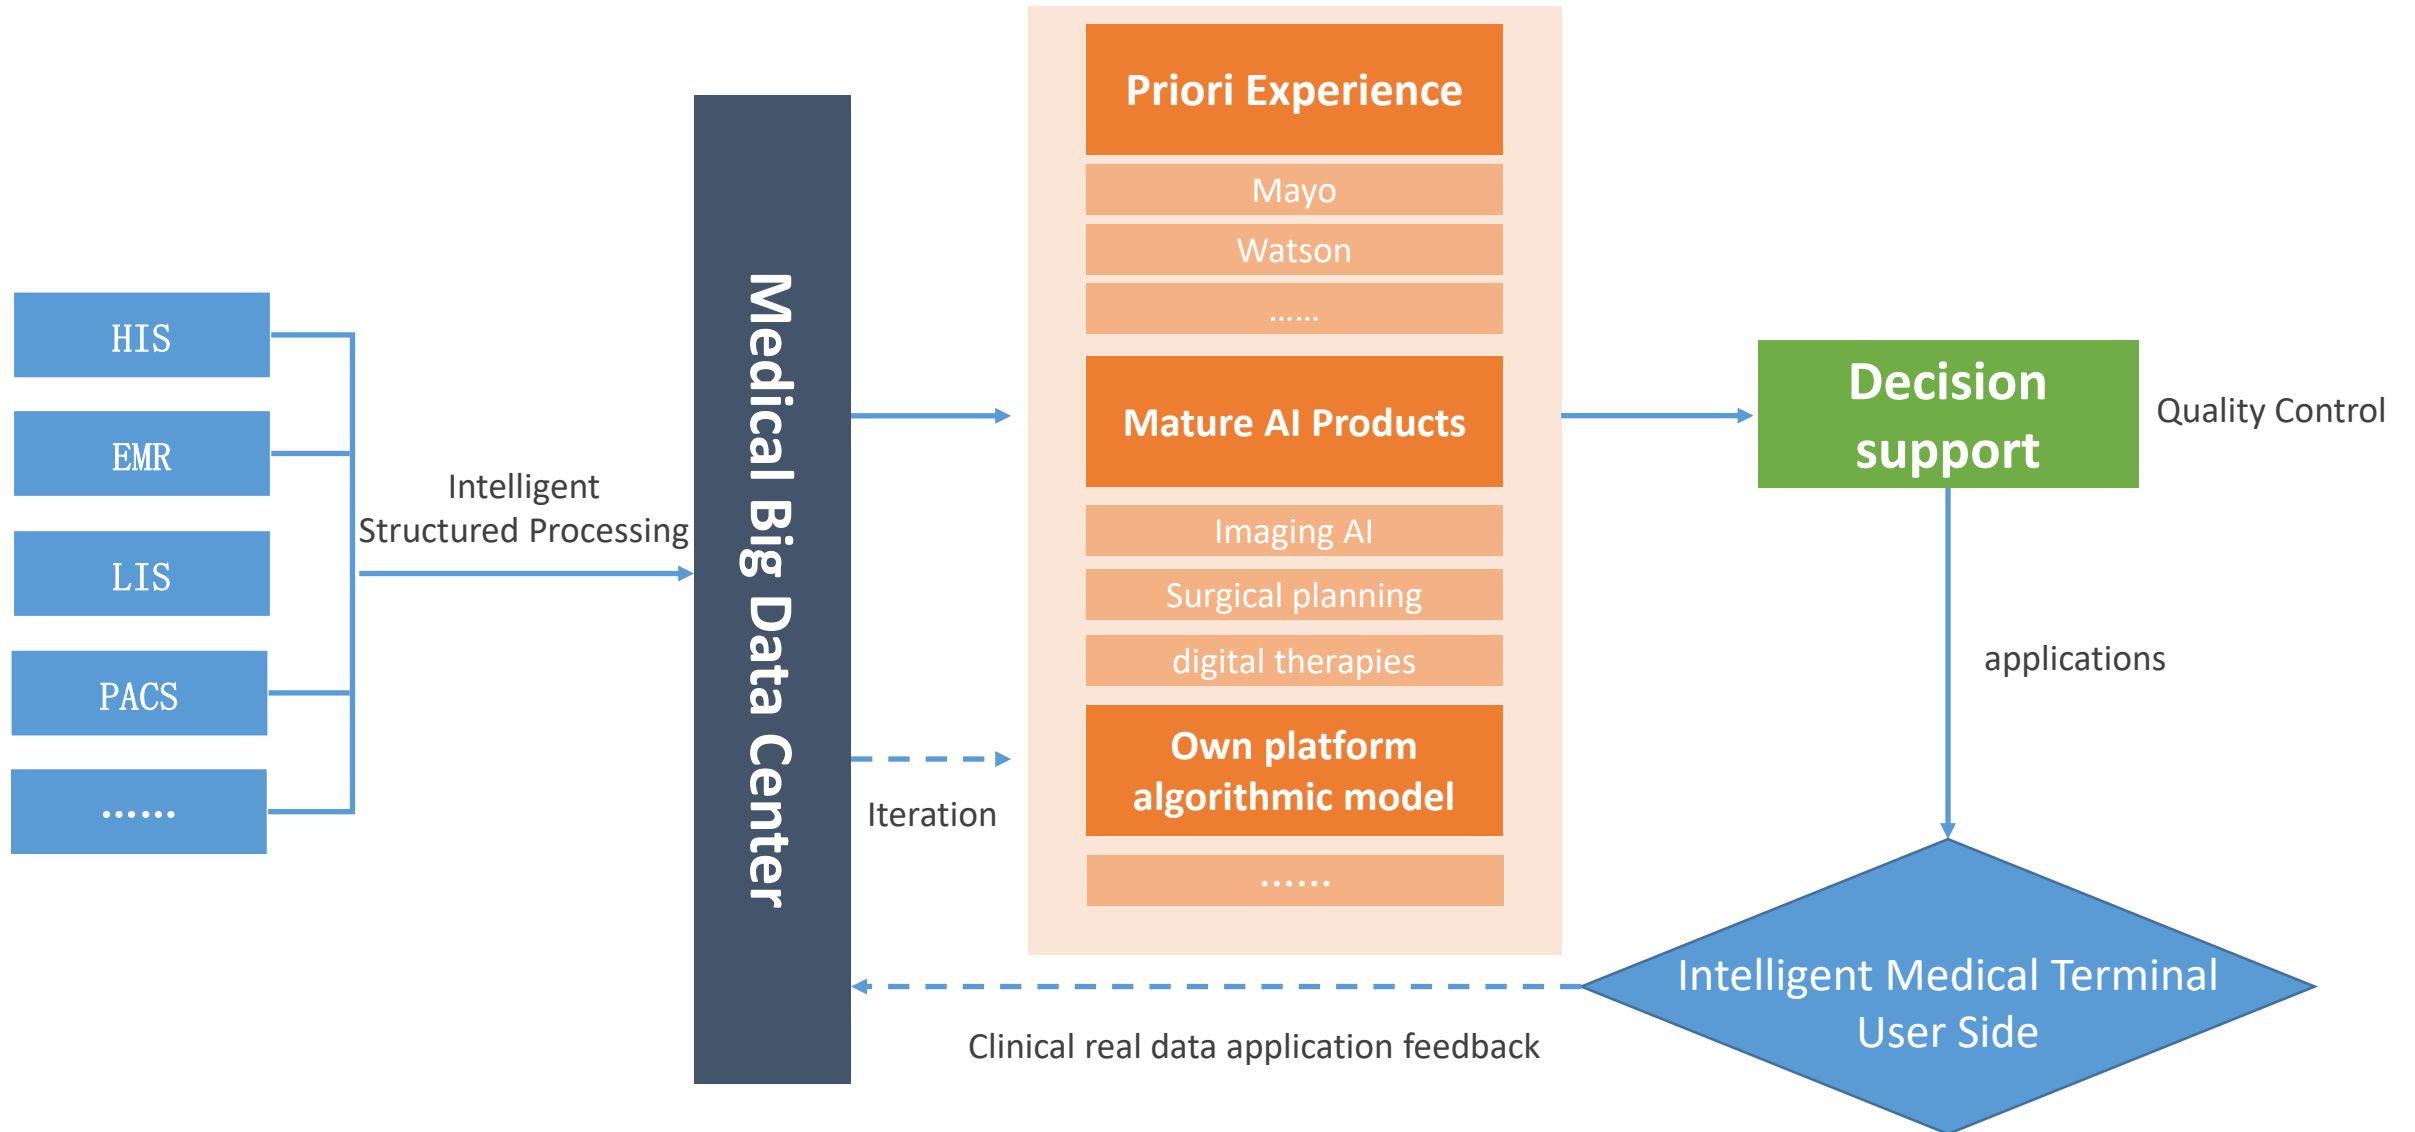 HIS
EMR
LIS
PACS
......
Intelligent
Structured Processing
Medical Big Data Center
Iteration
Priori Experience
Mayo
Watson
......
Mature AI Products
Imaging AI
Surgical planning
digital therapies
Own platform
algorithmic model
......
Decision
support
Quality Control
applications
Intelligent Medical Terminal
User Side
Clinical real data application feedback